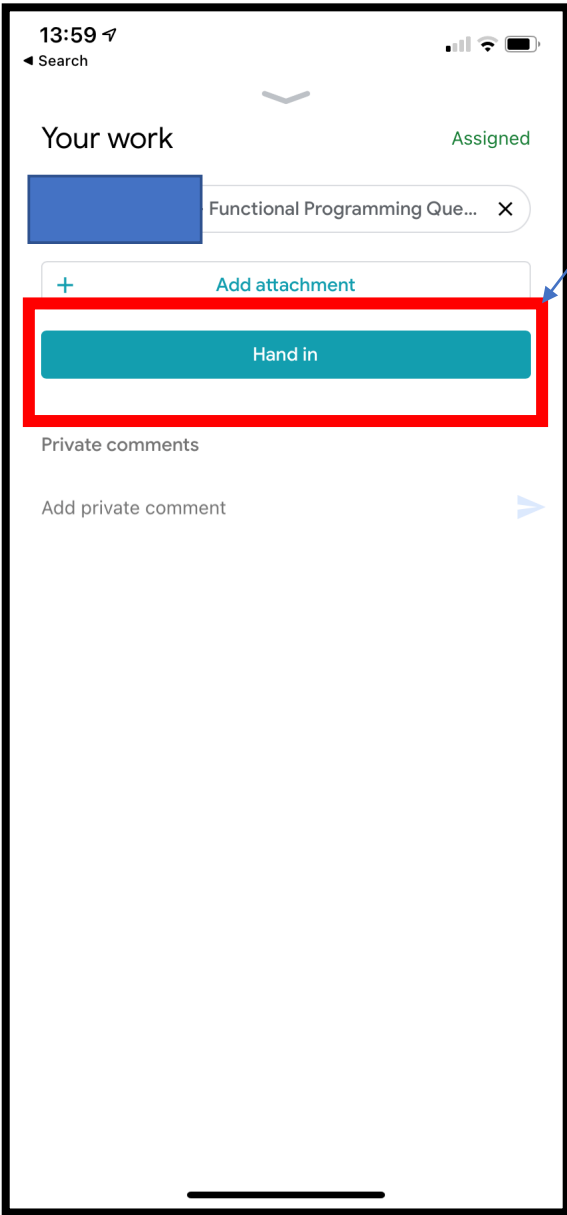 13:59
Search
Your work
Assigned
Functional Programming Que...
Add attachment
Hand in
Private comments
Add private comment